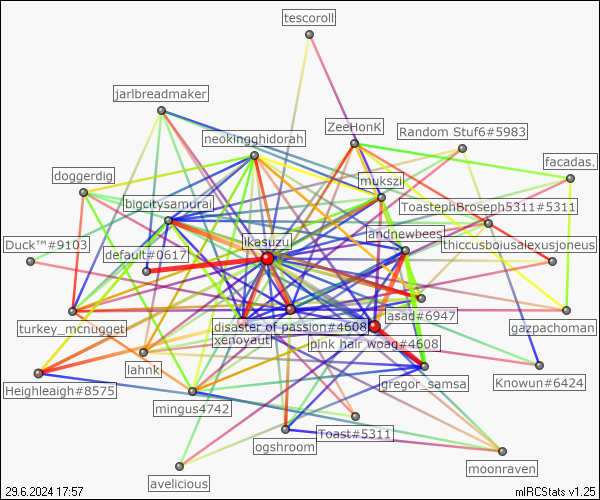 tescoroll
jarlbreadmaker
ZeeHonK
Random Stuf6#5983
neokingghidorah
facadas.
doggerdig
mukszi
bigcitysamurai
ToastephBroseph5311#5311
Ikasuzu
andnewbees
Duck™#9103
default#0617
thiccusboiusalexusjoneus
asad#6947
turkey_mcnugget
disaster of passion#4608
gazpachoman
xenoyaut
pink hair woag#4608
lahnk
gregor_samsa
Heighleaigh#8575
Knowun#6424
mingus4742
Toast#5311
ogshroom
moonraven
avelicious
29.6.2024 17:57
mIRCStats v1.25